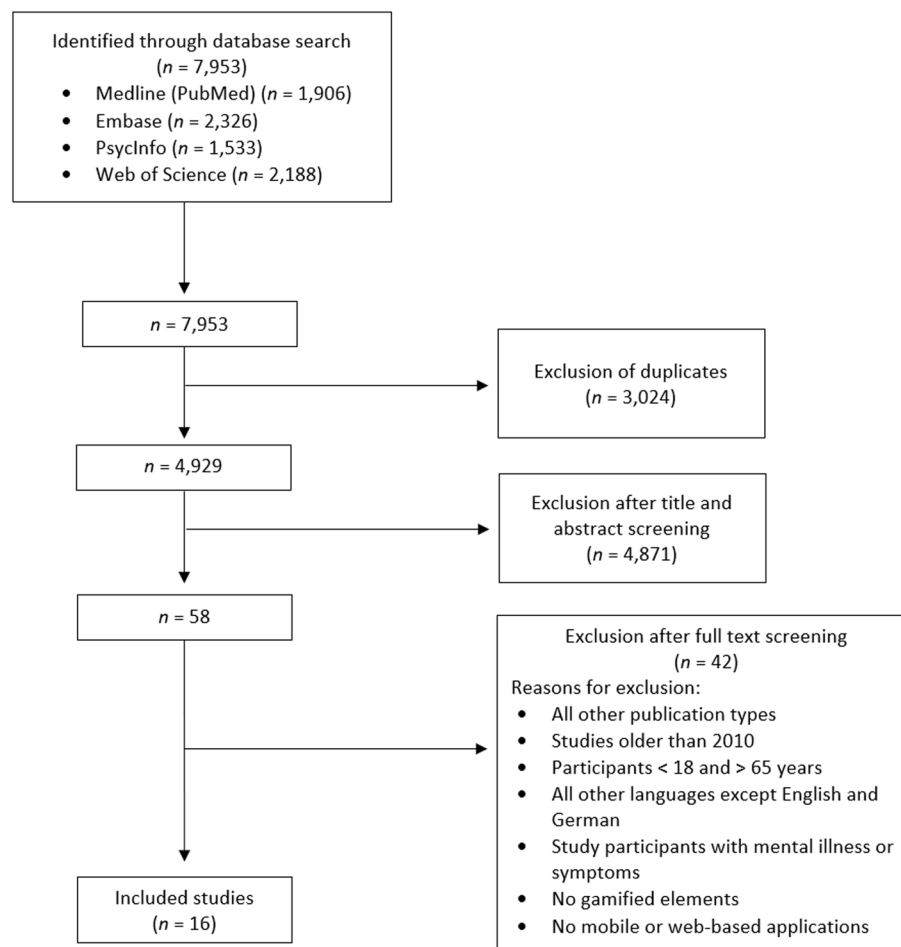 Identified through database search
(n = 7,953)
• Medline (PubMed) (n = 1,906)
• Embase (n = 2,326)
• PsycInfo (n = 1,533)
• Web of Science (n = 2,188)
n = 7,953
Exclusion of duplicates
(n = 3,024)
n = 4,929
Exclusion after title and
abstract screening
(n = 4,871)
n = 58
Exclusion after full text screening
(n = 42)
Reasons for exclusion:
• All other publication types
• Studies older than 2010
• Participants < 18 and > 65 years
• All other languages except English and
German
• Study participants with mental illness or
symptoms
• No gamified elements
• No mobile or web-based applications
Included studies
(n = 16)